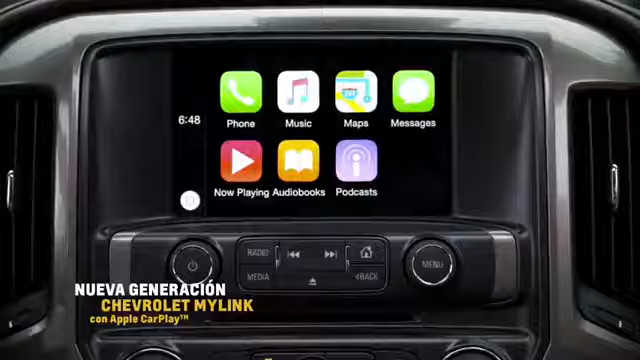 6:48
Phone Music Maps Messages
Now Playing Audiobooks Podcasts
RADIO
MEDIA
BACK
MENU
NUEVA GENERACIÓN
CHEVROLET MYLINK
con Apple CarPlay™